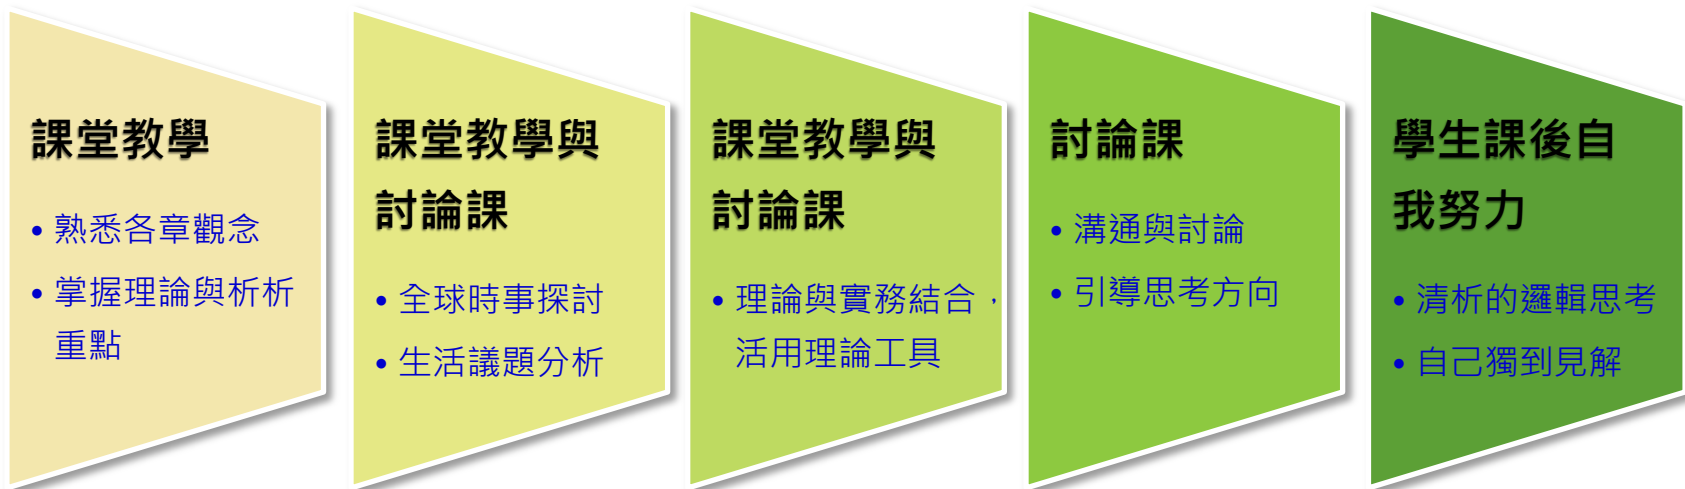 課堂教學
• 熟悉各章觀念
• 掌握理論與析析
重點
課堂教學與
討論課
• 全球時事探討
• 生活議題分析
課堂教學與
討論課
• 理論與實務結合，
活用理論工具
討論課
• 溝通與討論
• 引導思考方向
學生課後自
我努力
• 清析的邏輯思考
• 自己獨到見解